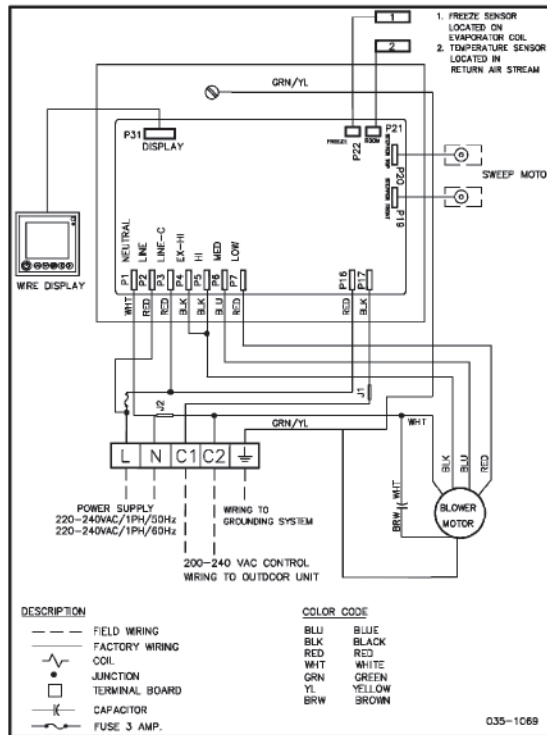 1
2
1. FREEZE SENSOR
LOCATED ON
EVAPORATOR COIL
2. TEMPERATURE SENSOR
LOCATED IN
RETURN AIR STREAM
GRN/YL
P31
DISPLAY
FREEZE
P22
ROOM
P21
P20
P19
SWEEP MOTO
WIRE DISPLAY
NEUTRAL
LINE
LINE-C
EX-HI
HI
MED
LOW
P1
P2
P3
P4
P5
P6
P7
P16
P17
WHT
RED
RED
BLK
BLK
BLU
RED
RED
BLK
J2
J1
GRN/YL
WHT
L N C1 C2
BLK
BLU
RED
WHT
BRW
BLOWER
MOTOR
POWER SUPPLY
220-240VAC/1PH/50Hz
220-240VAC/1PH/60Hz
WIRING TO
GROUNDING SYSTEM
200-240 VAC CONTROL
WIRING TO OUTDOOR UNIT
DESCRIPTION
FIELD WIRING
FACTORY WIRING
COIL
JUNCTION
TERMINAL BOARD
CAPACITOR
FUSE 3 AMP.
COLOR CODE
BLU BLUE
BLK BLACK
RED RED
WHT WHITE
GRN GREEN
YL YELLOW
BRW BROWN
035-1069